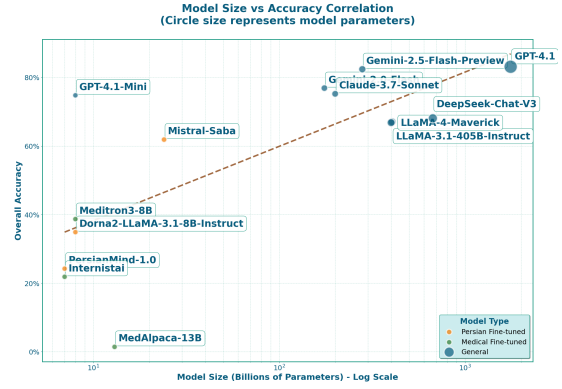 Model Size vs Accuracy Correlation
(Circle size represents model parameters)
GPT-4.1
Gemini-2.5-Flash-Preview
Claude-3.7-Sonnet
GPT-4.1-Mini
DeepSeek-Chat-V3
LLaMA-4-Maverick
LLaMA-3.1-405B-Instruct
Mistral-Saba
Meditron3-8B
Dorna2-LLaMA-3.1-8B-Instruct
PersianMind-1.0
Internistai
MedAlpaca-13B
80%
60%
40%
20%
0%
Overall Accuracy
10¹
10²
10³
Model Size (Billions of Parameters) - Log Scale
Model Type
Persian Fine-tuned
Medical Fine-tuned
General